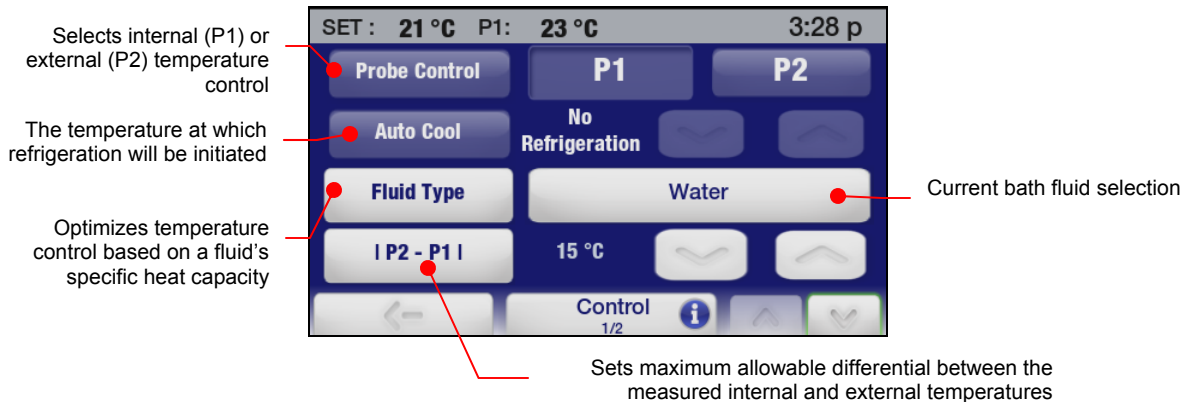 SET : 21 °C P1: 23 °C 3:28 p
Selects internal (P1) or
external (P2) temperature
control
Probe Control P1 P2
The temperature at which
refrigeration will be initiated
Auto Cool
No
Refrigeration
Fluid Type Water
Current bath fluid selection
Optimizes temperature
control based on a fluid's
specific heat capacity
| P2 - P1 | 15 °C
Control
1/2
i
Sets maximum allowable differential between the
measured internal and external temperatures